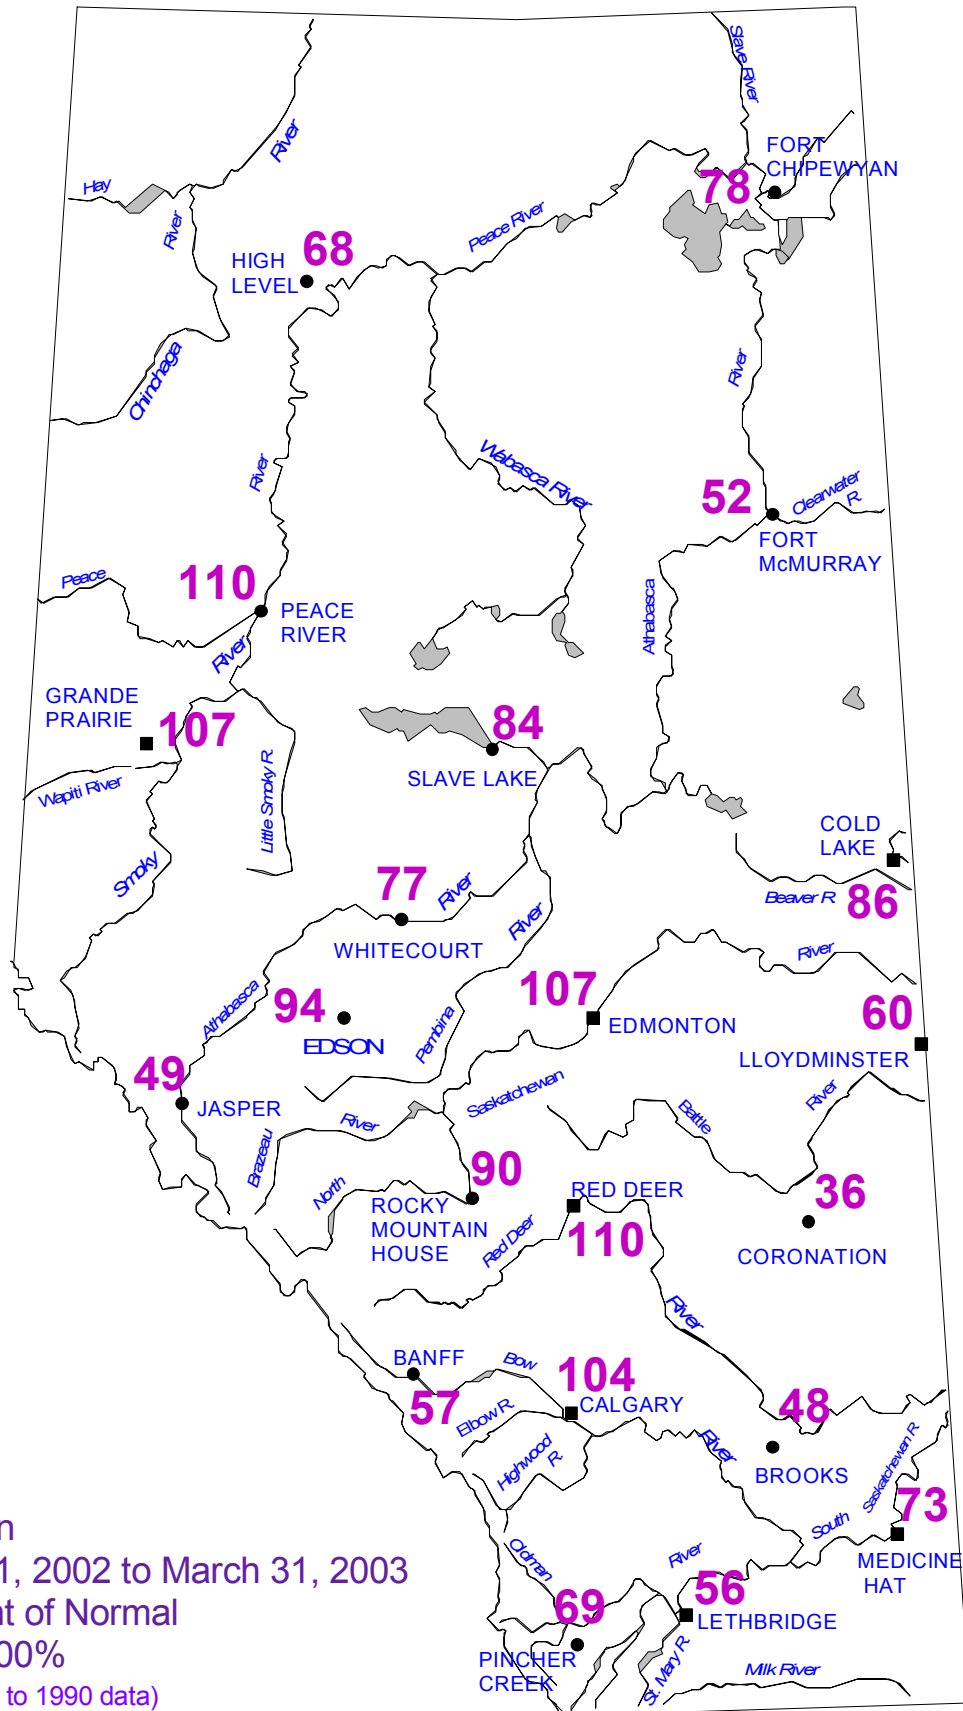 Slave River
FORT
CHIPEWYAN
78
River
Hay
River
Peace River
68
HIGH
LEVEL
River
Chinchaga
River
Wabasca River
52
Clearwater
R.
FORT
McMURRAY
Peace
110
PEACE
RIVER
River
Athabasca
GRANDE
PRAIRIE
107
84
SLAVE LAKE
Wapiti River
Little Smoky R.
COLD
LAKE
Smoky
77
River
Beaver R.
86
WHITECOURT
River
River
Athabasca
94
EDSON
Pembina
107
EDMONTON
60
LLOYDMINSTER
49
JASPER
Saskatchewan
Battle
River
Brazeau
River
North
90
ROCKY
MOUNTAIN
HOUSE
RED DEER
110
Red Deer
36
CORONATION
River
BANFF
57
Bow
104
CALGARY
Elbow R.
Highwood
R.
River
48
BROOKS
Saskatchewan R
South
73
MEDICINE
HAT
Oldman
River
56
LETHBRIDGE
69
PINCHER
CREEK
St. Mary R.
Milk River
n
1, 2002 to March 31, 2003
nt of Normal
00%
to 1990 data)